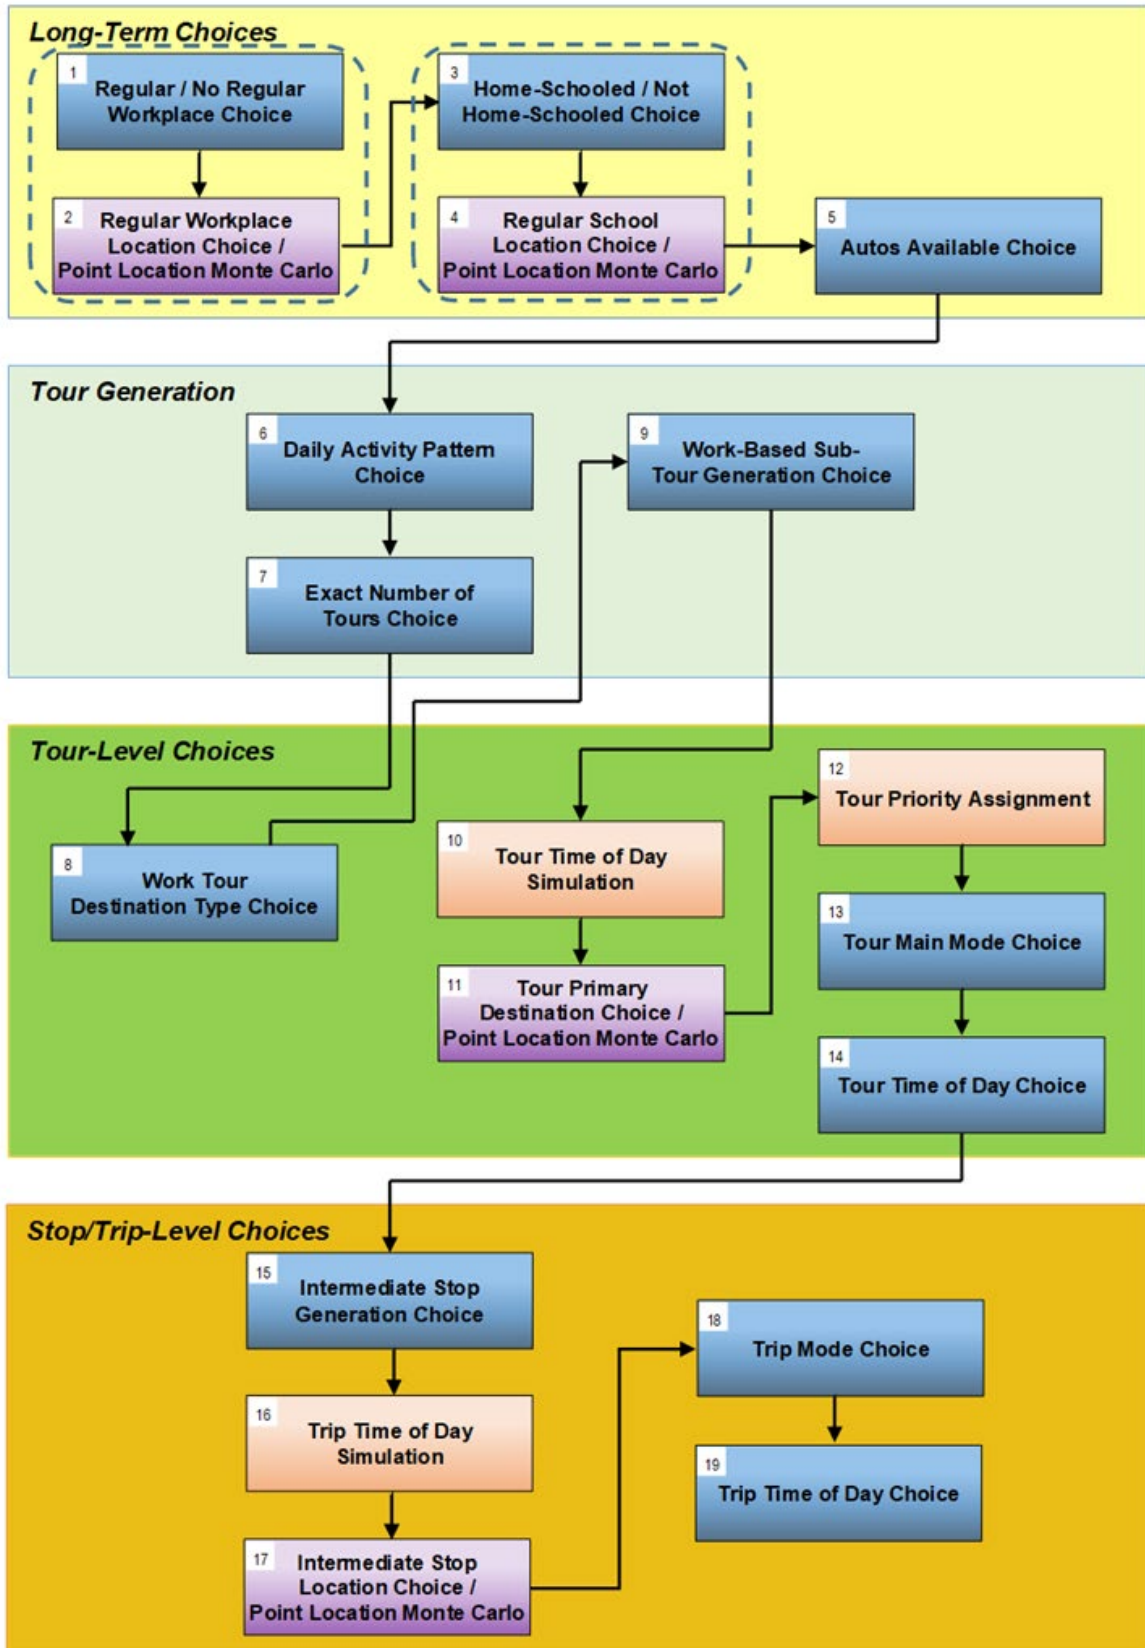 Long-Term Choices
1
Regular / No Regular
Workplace Choice
2
Regular Workplace
Location Choice /
Point Location Monte Carlo
3
Home-Schooled / Not
Home-Schooled Choice
4
Regular School
Location Choice /
Point Location Monte Carlo
5
Autos Available Choice
Tour Generation
6
Daily Activity Pattern
Choice
7
Exact Number of
Tours Choice
9
Work-Based Sub-
Tour Generation Choice
Tour-Level Choices
8
Work Tour
Destination Type Choice
10
Tour Time of Day
Simulation
11
Tour Primary
Destination Choice /
Point Location Monte Carlo
12
Tour Priority Assignment
13
Tour Main Mode Choice
14
Tour Time of Day Choice
Stop/Trip-Level Choices
15
Intermediate Stop
Generation Choice
16
Trip Time of Day
Simulation
17
Intermediate Stop
Location Choice /
Point Location Monte Carlo
18
Trip Mode Choice
19
Trip Time of Day Choice